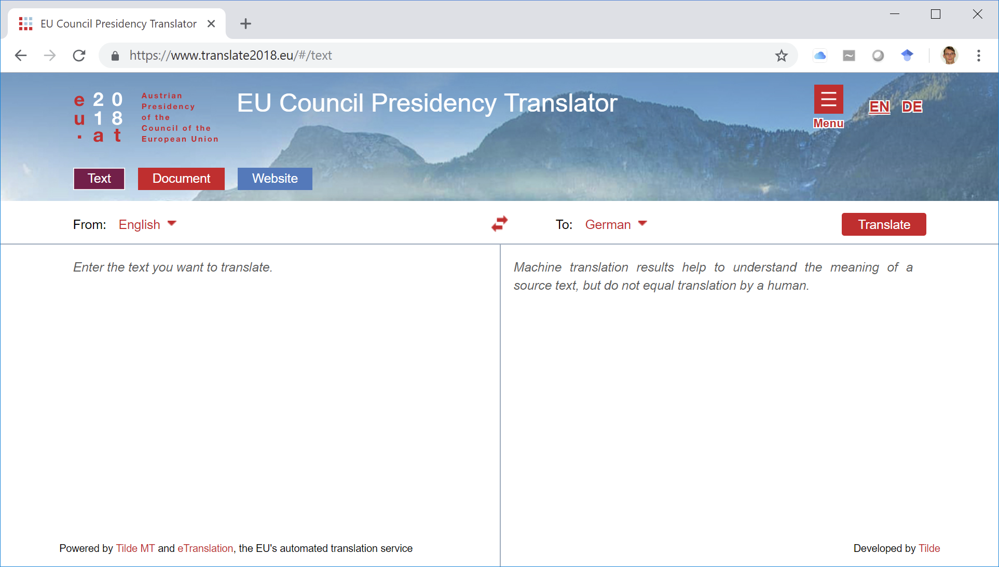 EU Council Presidency Translator
https://www.translate2018.eu/#/text
e 2 0
u 1 8
. a t
Austrian
Presidency
of the
Council of the
European Union
EU Council Presidency Translator
Menu
EN DE
Text Document Website
From: English To: German Translate
Enter the text you want to translate.
Machine translation results help to understand the meaning of a
source text, but do not equal translation by a human.
Powered by Tilde MT and eTranslation, the EU's automated translation service
Developed by Tilde